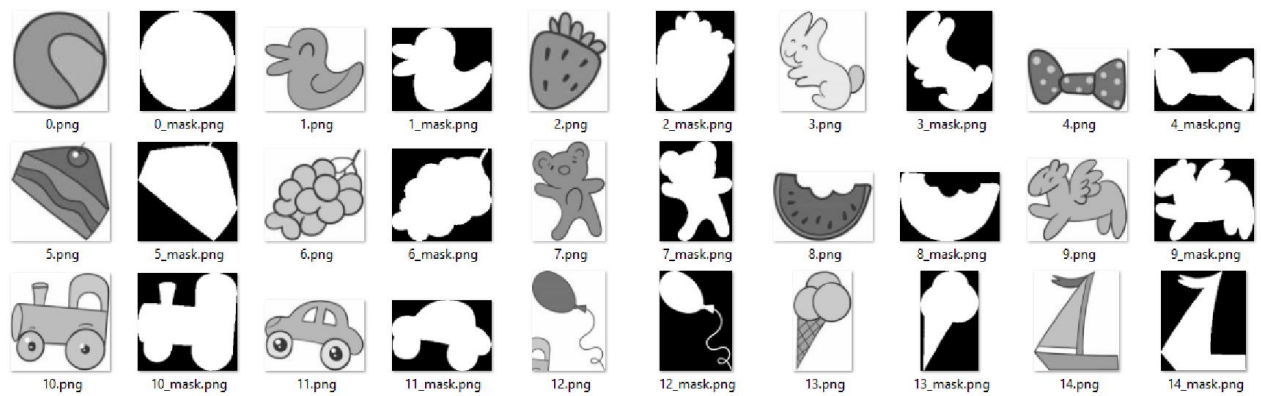 0.png 0_mask.png 1.png 1_mask.png 2.png 2_mask.png 3.png 3_mask.png 4.png 4_mask.png
5.png 5_mask.png 6.png 6_mask.png 7.png 7_mask.png 8.png 8_mask.png 9.png 9_mask.png
10.png 10_mask.png 11.png 11_mask.png 12.png 12_mask.png 13.png 13_mask.png 14.png 14_mask.png